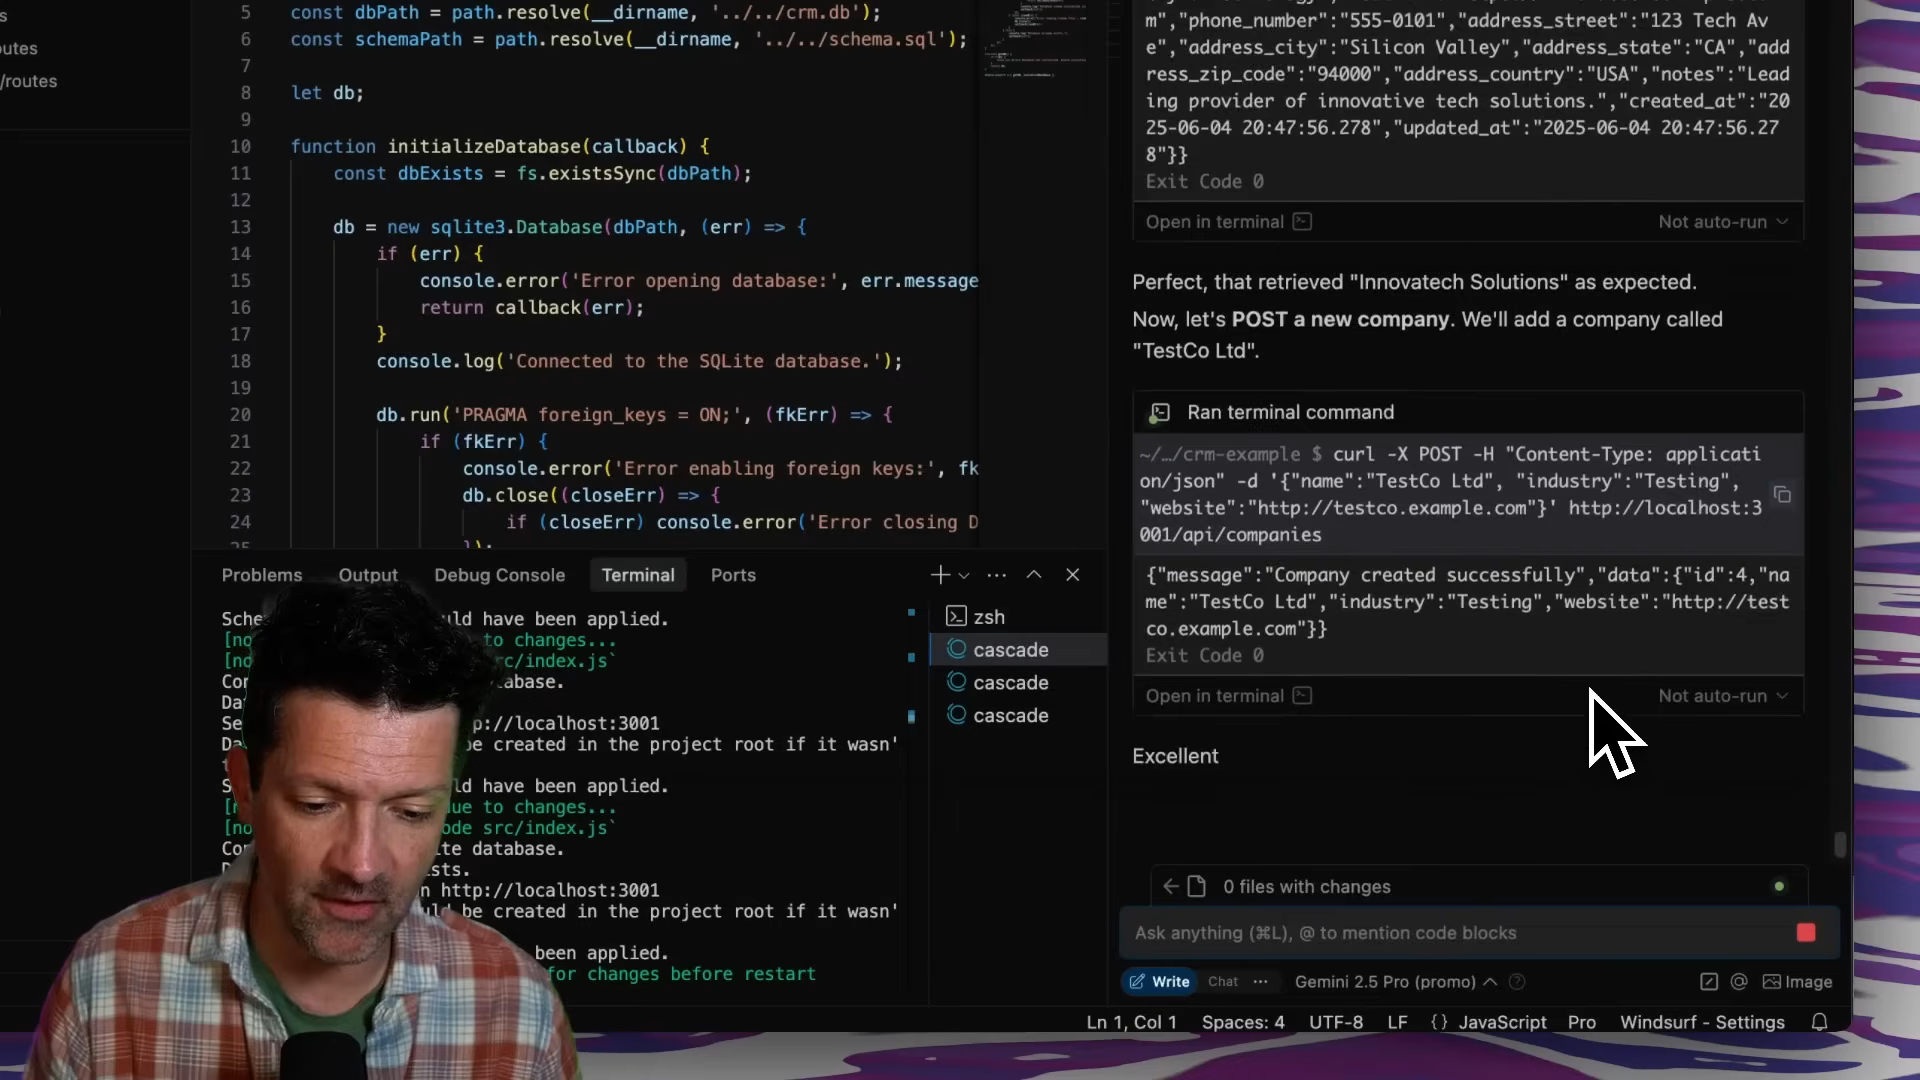 s
outes
/routes
5 const dbPath = path.resolve(__dirname, '../../crm.db');
6 const schemaPath = path.resolve(__dirname, '../../schema.sql');
7
8 let db;
9
10 function initializeDatabase(callback) {
11 const dbExists = fs.existsSync(dbPath);
12
13 db = new sqlite3.Database(dbPath, (err) => {
14 if (err) {
15 console.error('Error opening database:', err.message
16 return callback(err);
17 }
18 console.log('Connected to the SQLite database.');
19
20 db.run('PRAGMA foreign_keys = ON;', (fkErr) => {
21 if (fkErr) {
22 console.error('Error enabling foreign keys:', fk
23 db.close((closeErr) => {
24 if (closeErr) console.error('Error closing D
25 });
Problems Output Debug Console Terminal Ports
Sche uld have been applied.
[no to changes...
[no rc/index.js`
Con abase.
Da
Se p://localhost:3001
Da be created in the project root if it wasn'
t
S ld have been applied.
[n due to changes...
[no ode src/index.js`
Con te database.
D sts.
n http://localhost:3001
uld be created in the project root if it wasn'
been applied.
for changes before restart
zsh
cascade
cascade
cascade
m","phone_number":"555-0101","address_street":"123 Tech Av
e","address_city":"Silicon Valley","address_state":"CA","add
ress_zip_code":"94000","address_country":"USA","notes":"Lead
ing provider of innovative tech solutions.","created_at":"20
25-06-04 20:47:56.278","updated_at":"2025-06-04 20:47:56.27
8"}}
Exit Code 0
Open in terminal Not auto-run
Perfect, that retrieved "Innovatech Solutions" as expected.
Now, let's POST a new company. We'll add a company called
"TestCo Ltd".
Ran terminal command
~/…/crm-example $ curl -X POST -H "Content-Type: applicati
on/json" -d '{"name":"TestCo Ltd", "industry":"Testing",
"website":"http://testco.example.com"}' http://localhost:3
001/api/companies
{"message":"Company created successfully","data":{"id":4,"na
me":"TestCo Ltd","industry":"Testing","website":"http://test
co.example.com"}}
Exit Code 0
Open in terminal Not auto-run
Excellent
0 files with changes
Ask anything (⌘L), @ to mention code blocks
Write Chat ··· Gemini 2.5 Pro (promo) Image
Ln 1, Col 1 Spaces: 4 UTF-8 LF {} JavaScript Pro Windsurf - Settings